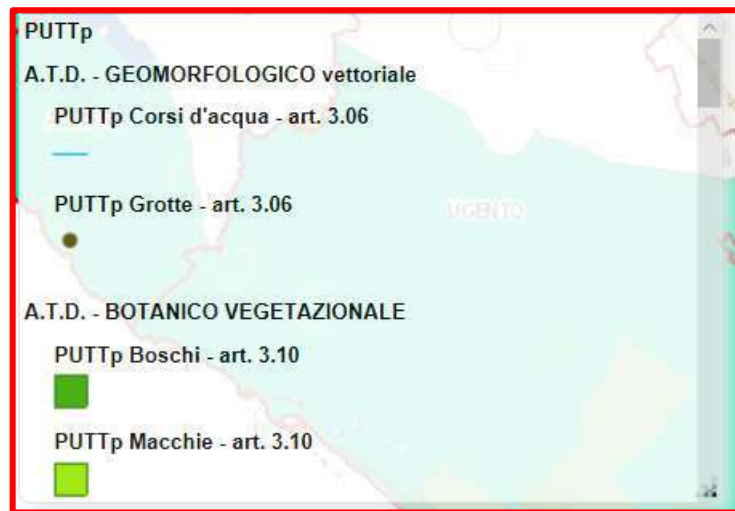 PUTTp
A.T.D. - GEOMORFOLOGICO vettoriale
PUTTp Corsi d'acqua - art. 3.06
PUTTp Grotte - art. 3.06
UGENTO
A.T.D. - BOTANICO VEGETAZIONALE
PUTTp Boschi - art. 3.10
PUTTp Macchie - art. 3.10